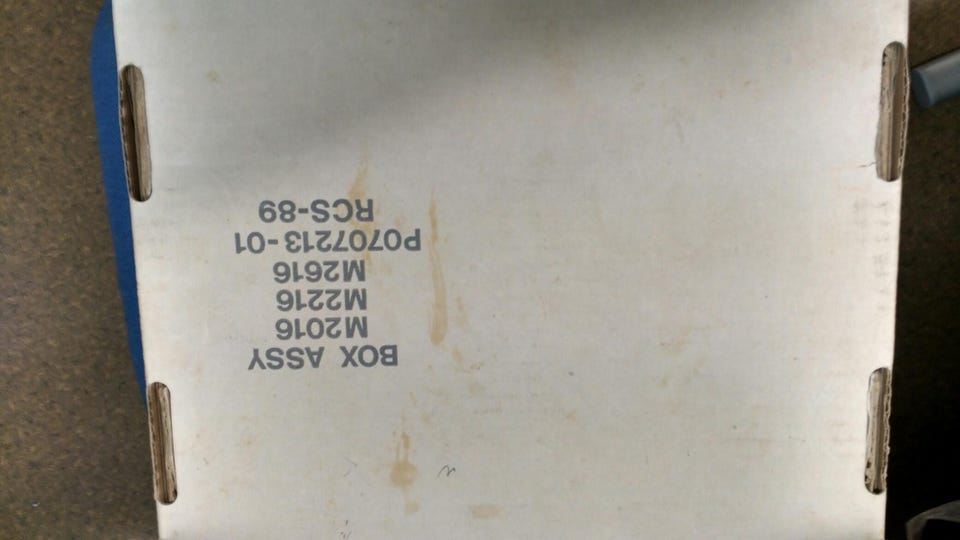 BOX ASSY
M2016
M2216
M2616
P0707213-01
RCS-89